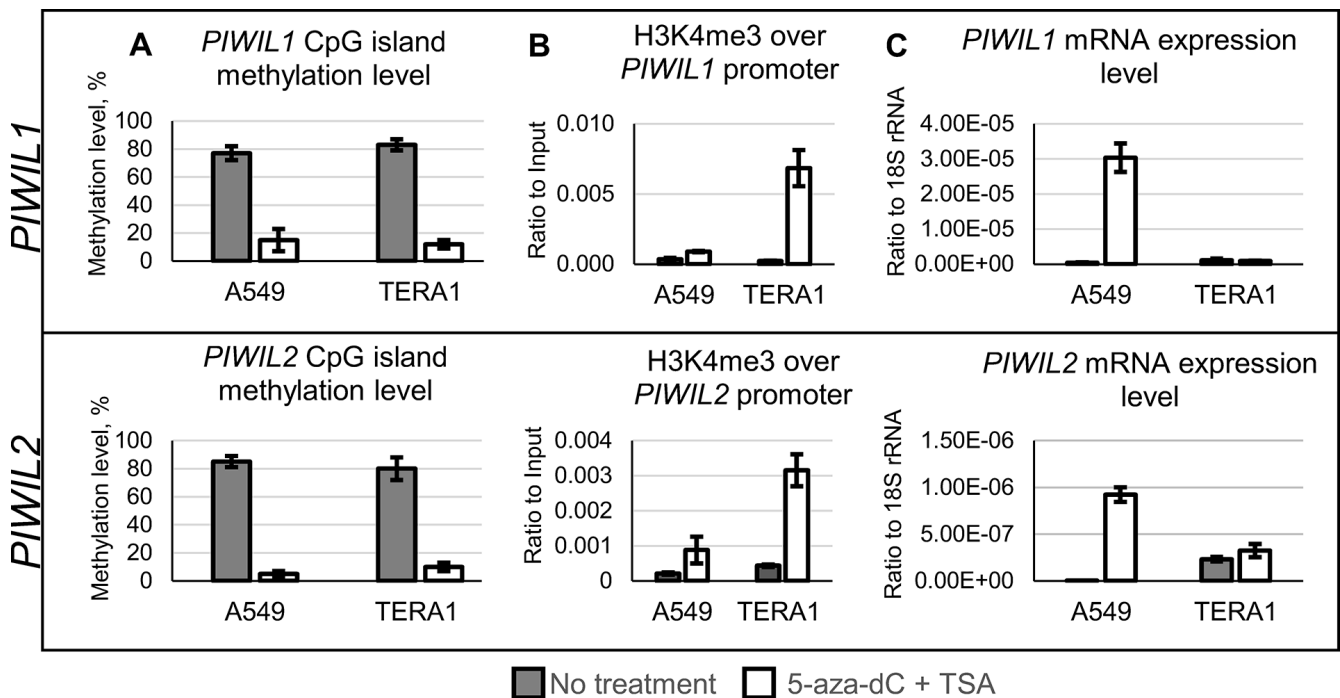 PIWIL1
A
PIWIL1 CpG island
methylation level
Methylation level, %
100
80
60
40
20
0
A549 TERA1
B
H3K4me3 over
PIWIL1 promoter
Ratio to Input
0.010
0.005
0.000
A549 TERA1
C
PIWIL1 mRNA expression
level
Ratio to 18S rRNA
4.00E-05
3.00E-05
2.00E-05
1.00E-05
0.00E+00
A549 TERA1
PIWIL2
PIWIL2 CpG island
methylation level
Methylation level, %
100
80
60
40
20
0
A549 TERA1
H3K4me3 over
PIWIL2 promoter
Ratio to Input
0.004
0.003
0.002
0.001
0
A549 TERA1
PIWIL2 mRNA expression
level
Ratio to 18S rRNA
1.50E-06
1.00E-06
5.00E-07
0.00E+00
A549 TERA1
No treatment 5-aza-dC + TSA